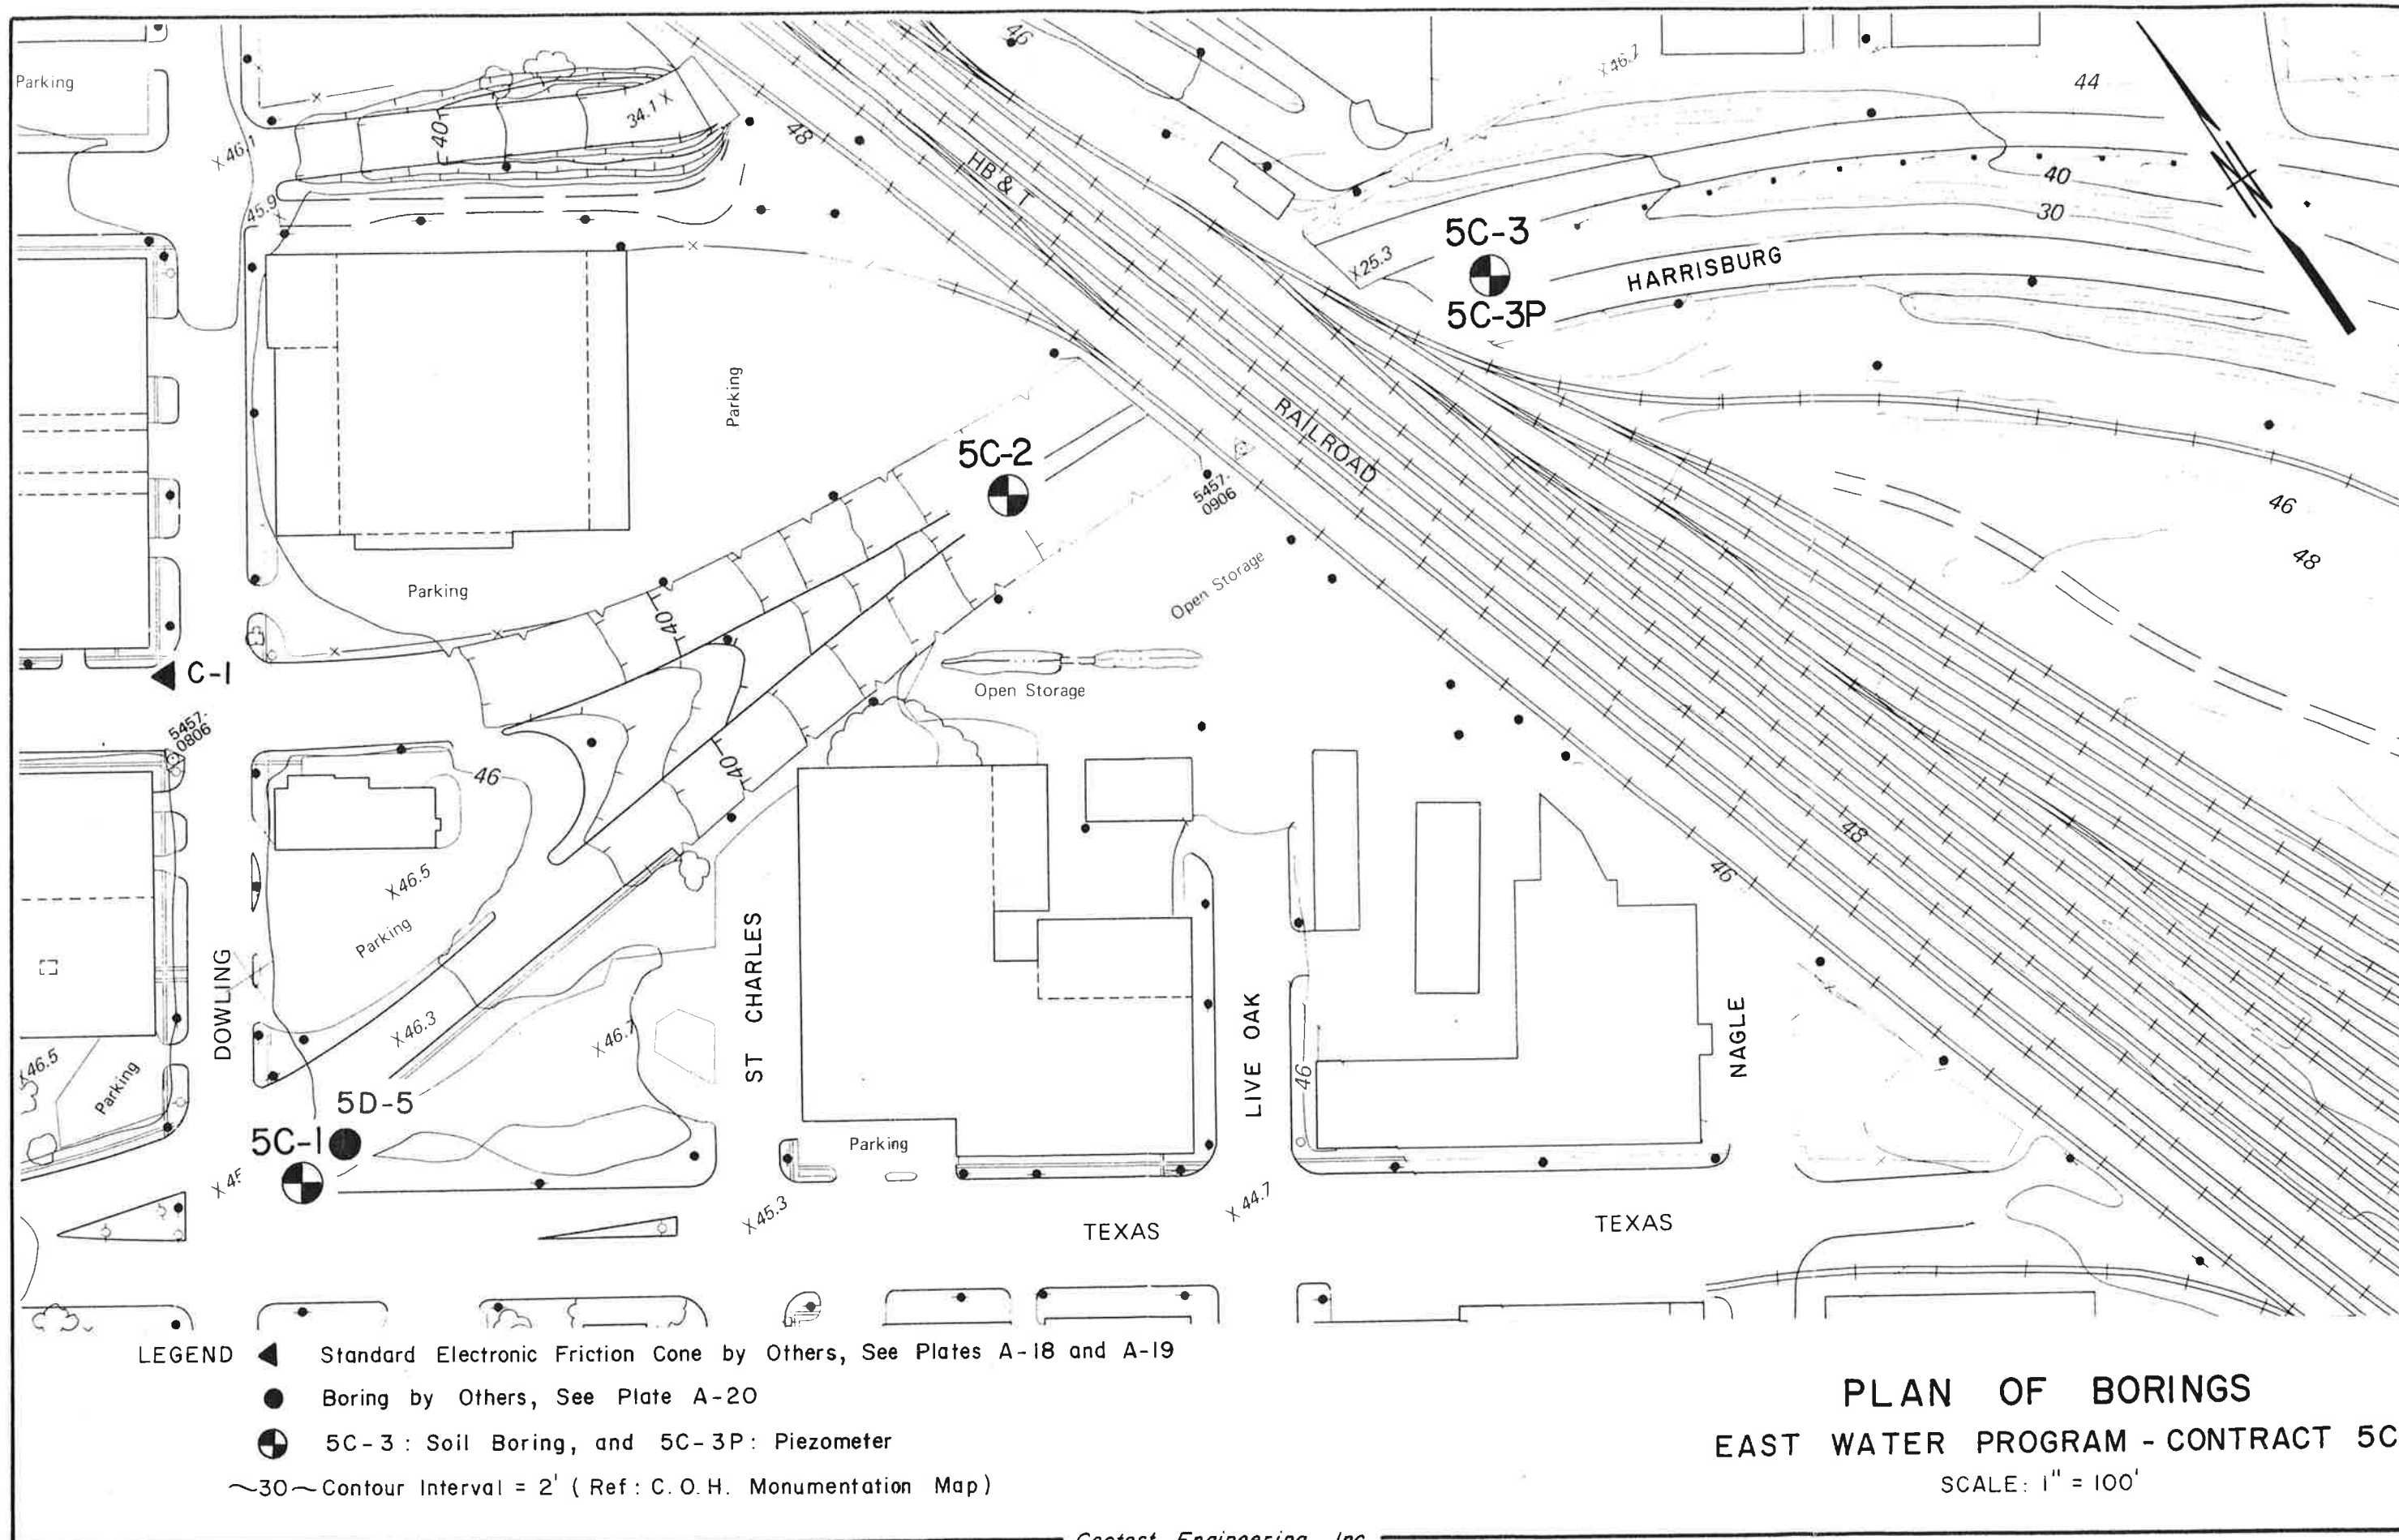 Parking
46
X 46.7
44
34.1 X
40
48
X 46.1
HB & T
40
45.9
30
5C-3
X 25.3
HARRISBURG
5C-3P
Parking
RAILROAD
5C-2
5457-
0906
46
48
Open Storage
Parking
40
C-1
Open Storage
5457-
0806
46
40
48
46
X 46.5
Parking
DOWLING
ST CHARLES
LIVE OAK
NAGLE
X 46.3
X 46.7
X 46.5
Parking
46
5D-5
5C-1
Parking
X 45.3
X 44.7
TEXAS
TEXAS
LEGEND
Standard Electronic Friction Cone by Others, See Plates A-18 and A-19
Boring by Others, See Plate A-20
5C-3 : Soil Boring, and 5C-3P : Piezometer
~30~ Contour Interval = 2' ( Ref : C.O.H. Monumentation Map )
PLAN OF BORINGS
EAST WATER PROGRAM - CONTRACT 5C
SCALE: 1" = 100'
Engineering, Inc